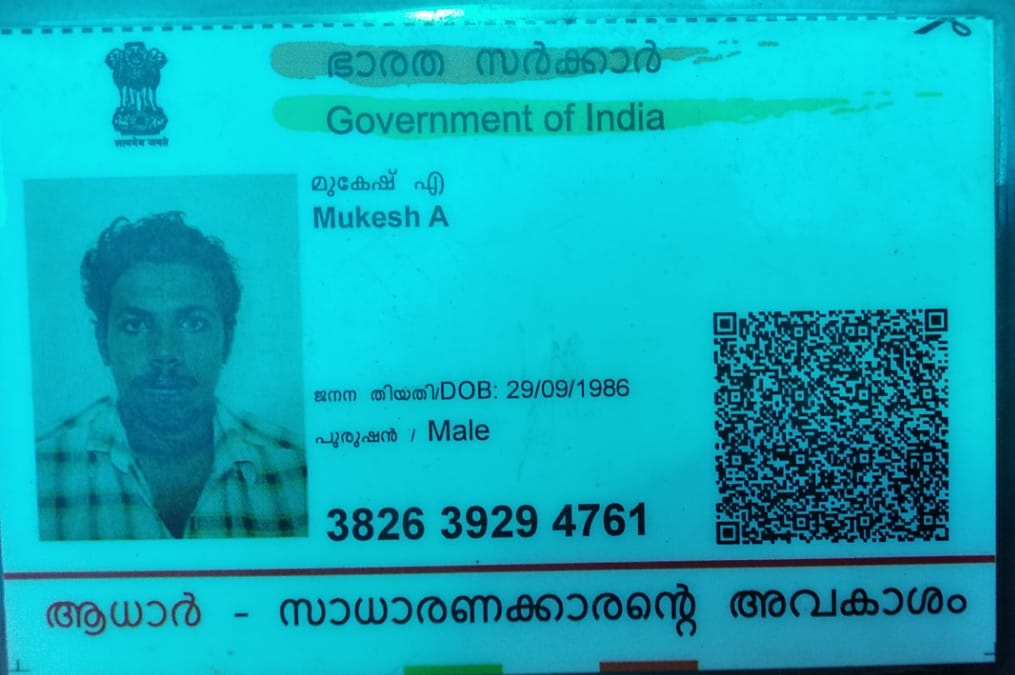 ഭാരത സർക്കാർ
Government of India
सत्यमेव जयते
മുകേഷ് എ
Mukesh A
ജനന തിയതി/DOB: 29/09/1986
പുരുഷൻ / Male
3826 3929 4761
ആധാർ - സാധാരണക്കാരന്റെ അവകാശം